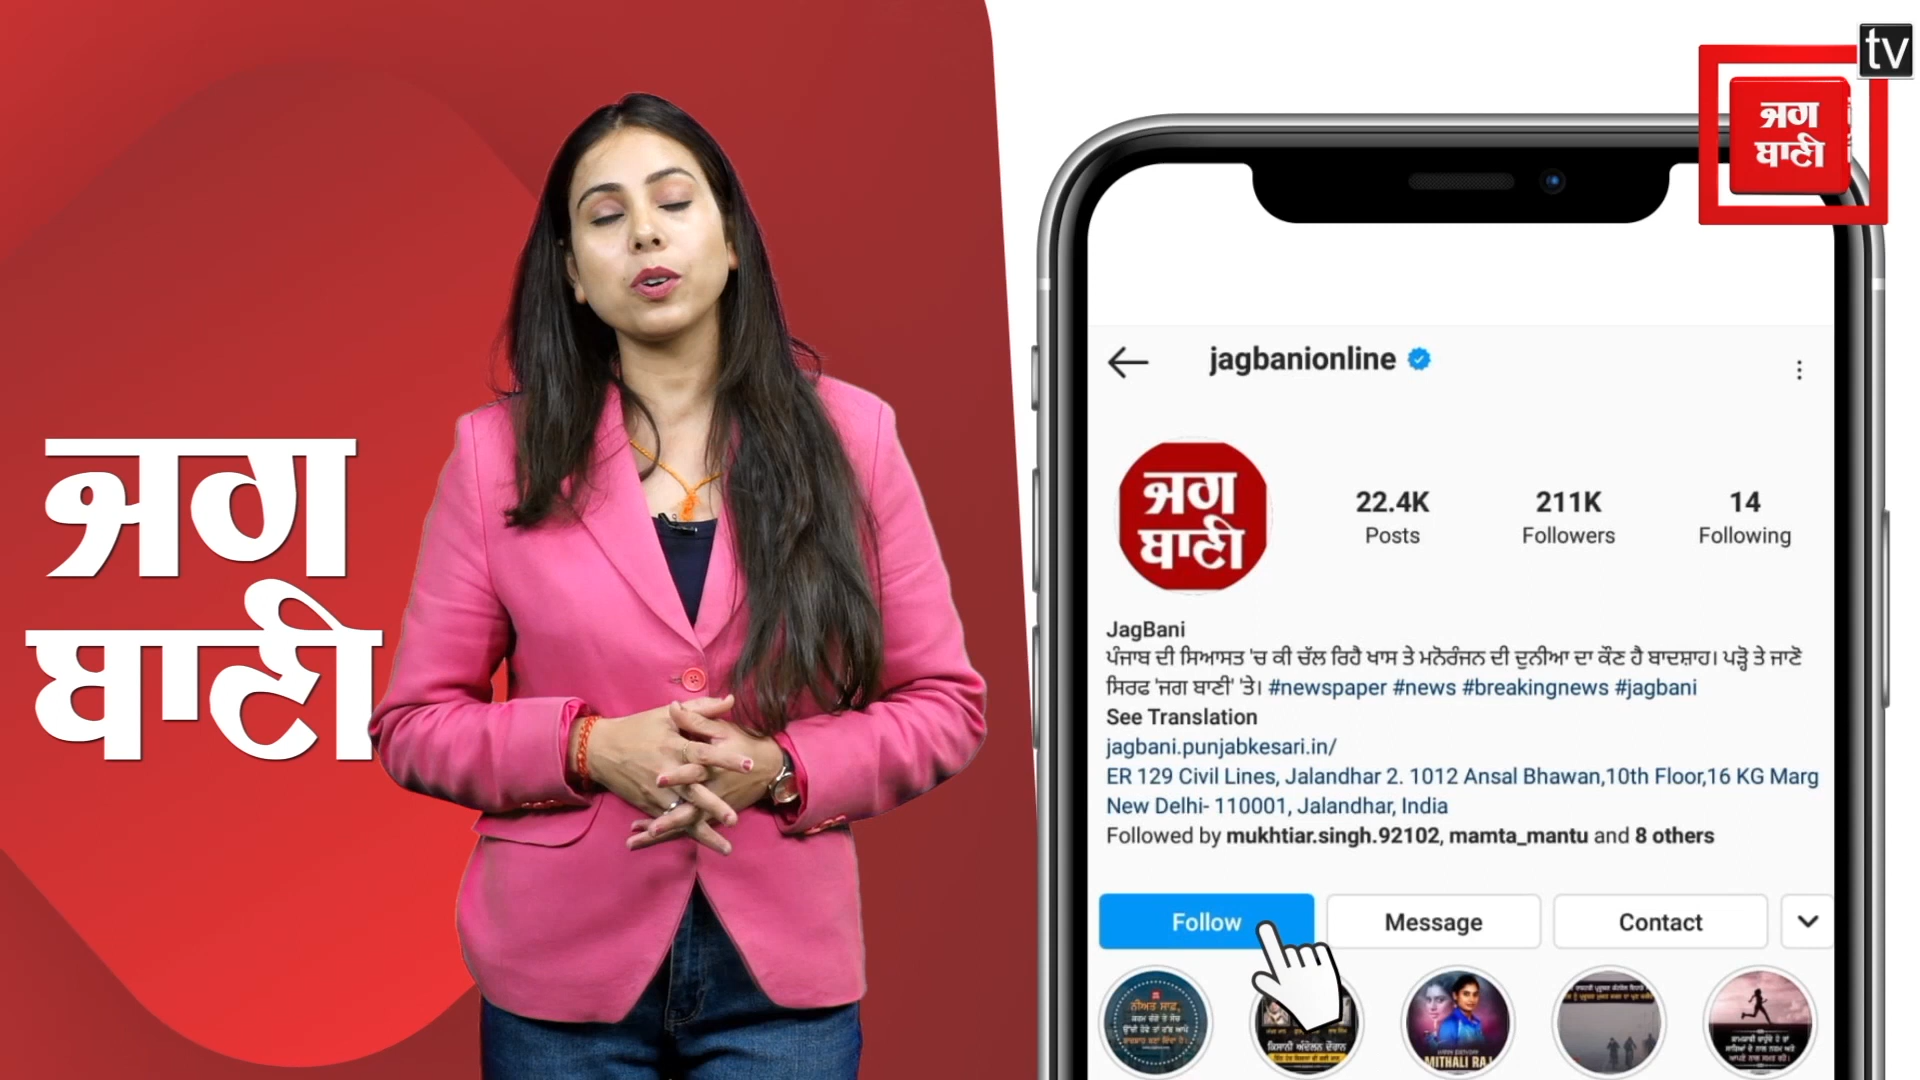 tv
ਜਗ
ਬਾਣੀ
ਜਗ
ਬਾਣੀ
jagbanionline
ਜਗ
ਬਾਣੀ
22.4K
Posts
211K
Followers
14
Following
JagBani
ਪੰਜਾਬ ਦੀ ਸਿਆਸਤ 'ਚ ਕੀ ਚੱਲ ਰਿਹੈ ਖਾਸ ਤੇ ਮਨੋਰੰਜਨ ਦੀ ਦੁਨੀਆ ਦਾ ਕੌਣ ਹੈ ਬਾਦਸ਼ਾਹ। ਪੜ੍ਹੋ ਤੇ ਜਾਣੋ
ਸਿਰਫ 'ਜਗ ਬਾਣੀ' 'ਤੇ। #newspaper #news #breakingnews #jagbani
See Translation
jagbani.punjabkesari.in/
ER 129 Civil Lines, Jalandhar 2. 1012 Ansal Bhawan,10th Floor,16 KG Marg
New Delhi- 110001, Jalandhar, India
Followed by mukhtiar.singh.92102, mamta_mantu and 8 others
Follow
Message
Contact
ਨੀਅਤ ਸਾਫ਼,
ਕਿਸਾਨੀ ਅੰਦੋਲਨ ਦੌਰਾਨ
MITHALI RAJ